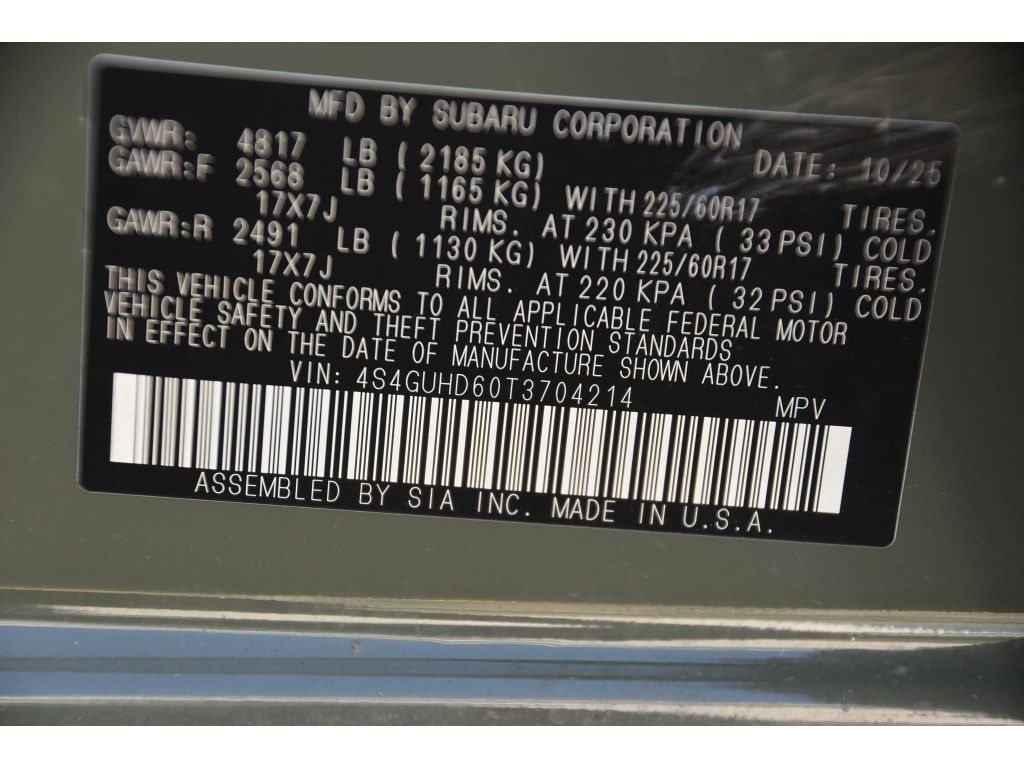 MFD BY SUBARU CORPORATION
GVWR: 4817 LB ( 2185 KG) DATE: 10/25
GAWR:F 2568 LB ( 1165 KG) WITH 225/60R17 TIRES.
17X7J RIMS. AT 230 KPA ( 33 PSI) COLD
GAWR:R 2491 LB ( 1130 KG) WITH 225/60R17 TIRES.
17X7J RIMS. AT 220 KPA ( 32 PSI) COLD
THIS VEHICLE CONFORMS TO ALL APPLICABLE FEDERAL MOTOR
VEHICLE SAFETY AND THEFT PREVENTION STANDARDS
IN EFFECT ON THE DATE OF MANUFACTURE SHOWN ABOVE.
VIN: 4S4GUHD60T3704214 MPV
ASSEMBLED BY SIA INC. MADE IN U.S.A.